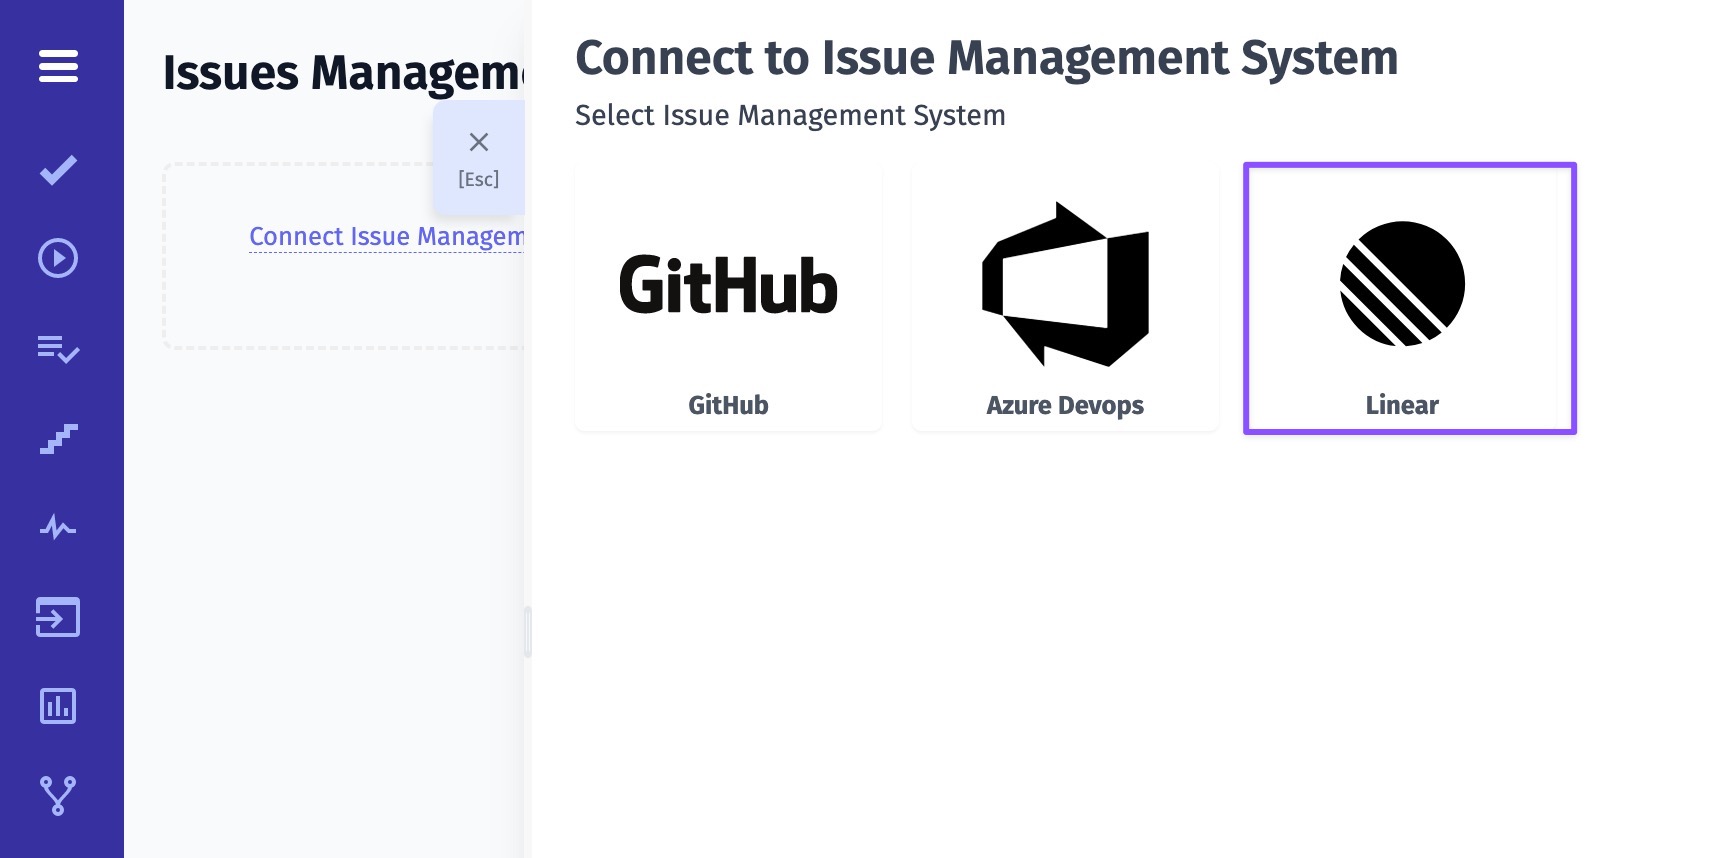 Issues Managem
[Esc]
Connect Issue Managem
Connect to Issue Management System
Select Issue Management System
GitHub
GitHub
Azure Devops
Linear